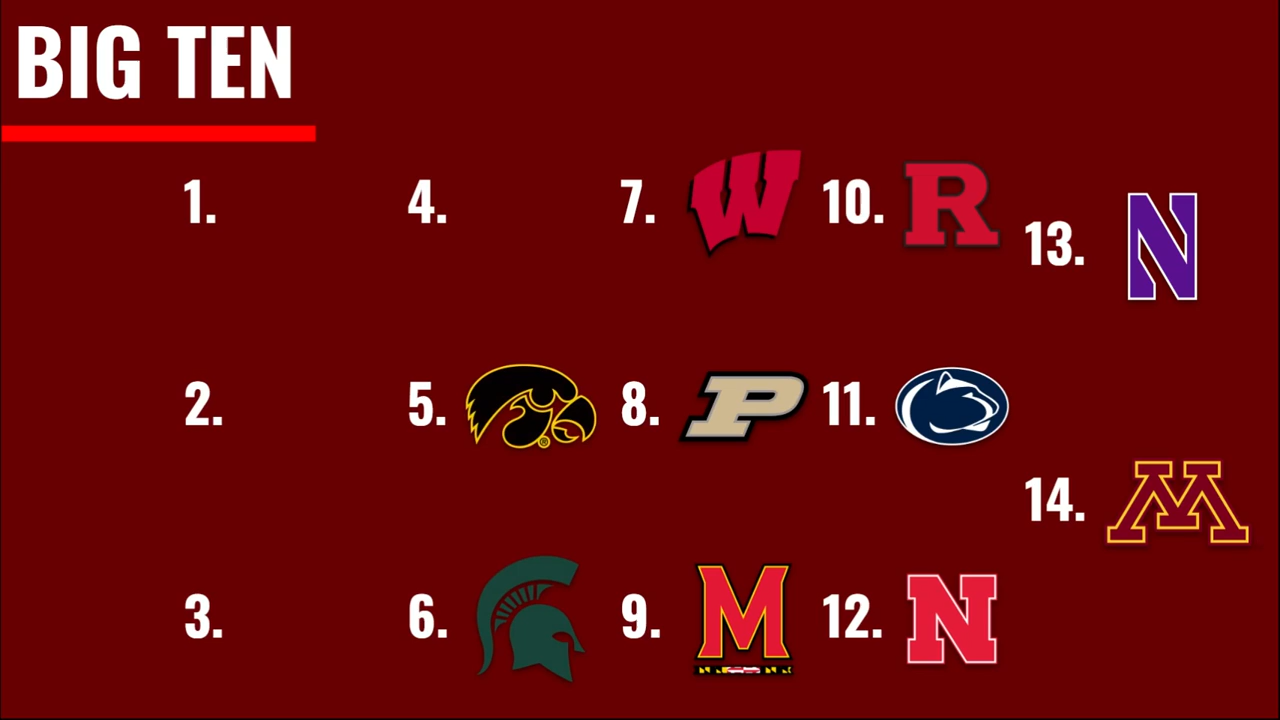 BIG TEN
1.
4.
7. W
10. R
13. N
2.
5.
8. P
11.
14. M
3.
6.
9. M
12. N